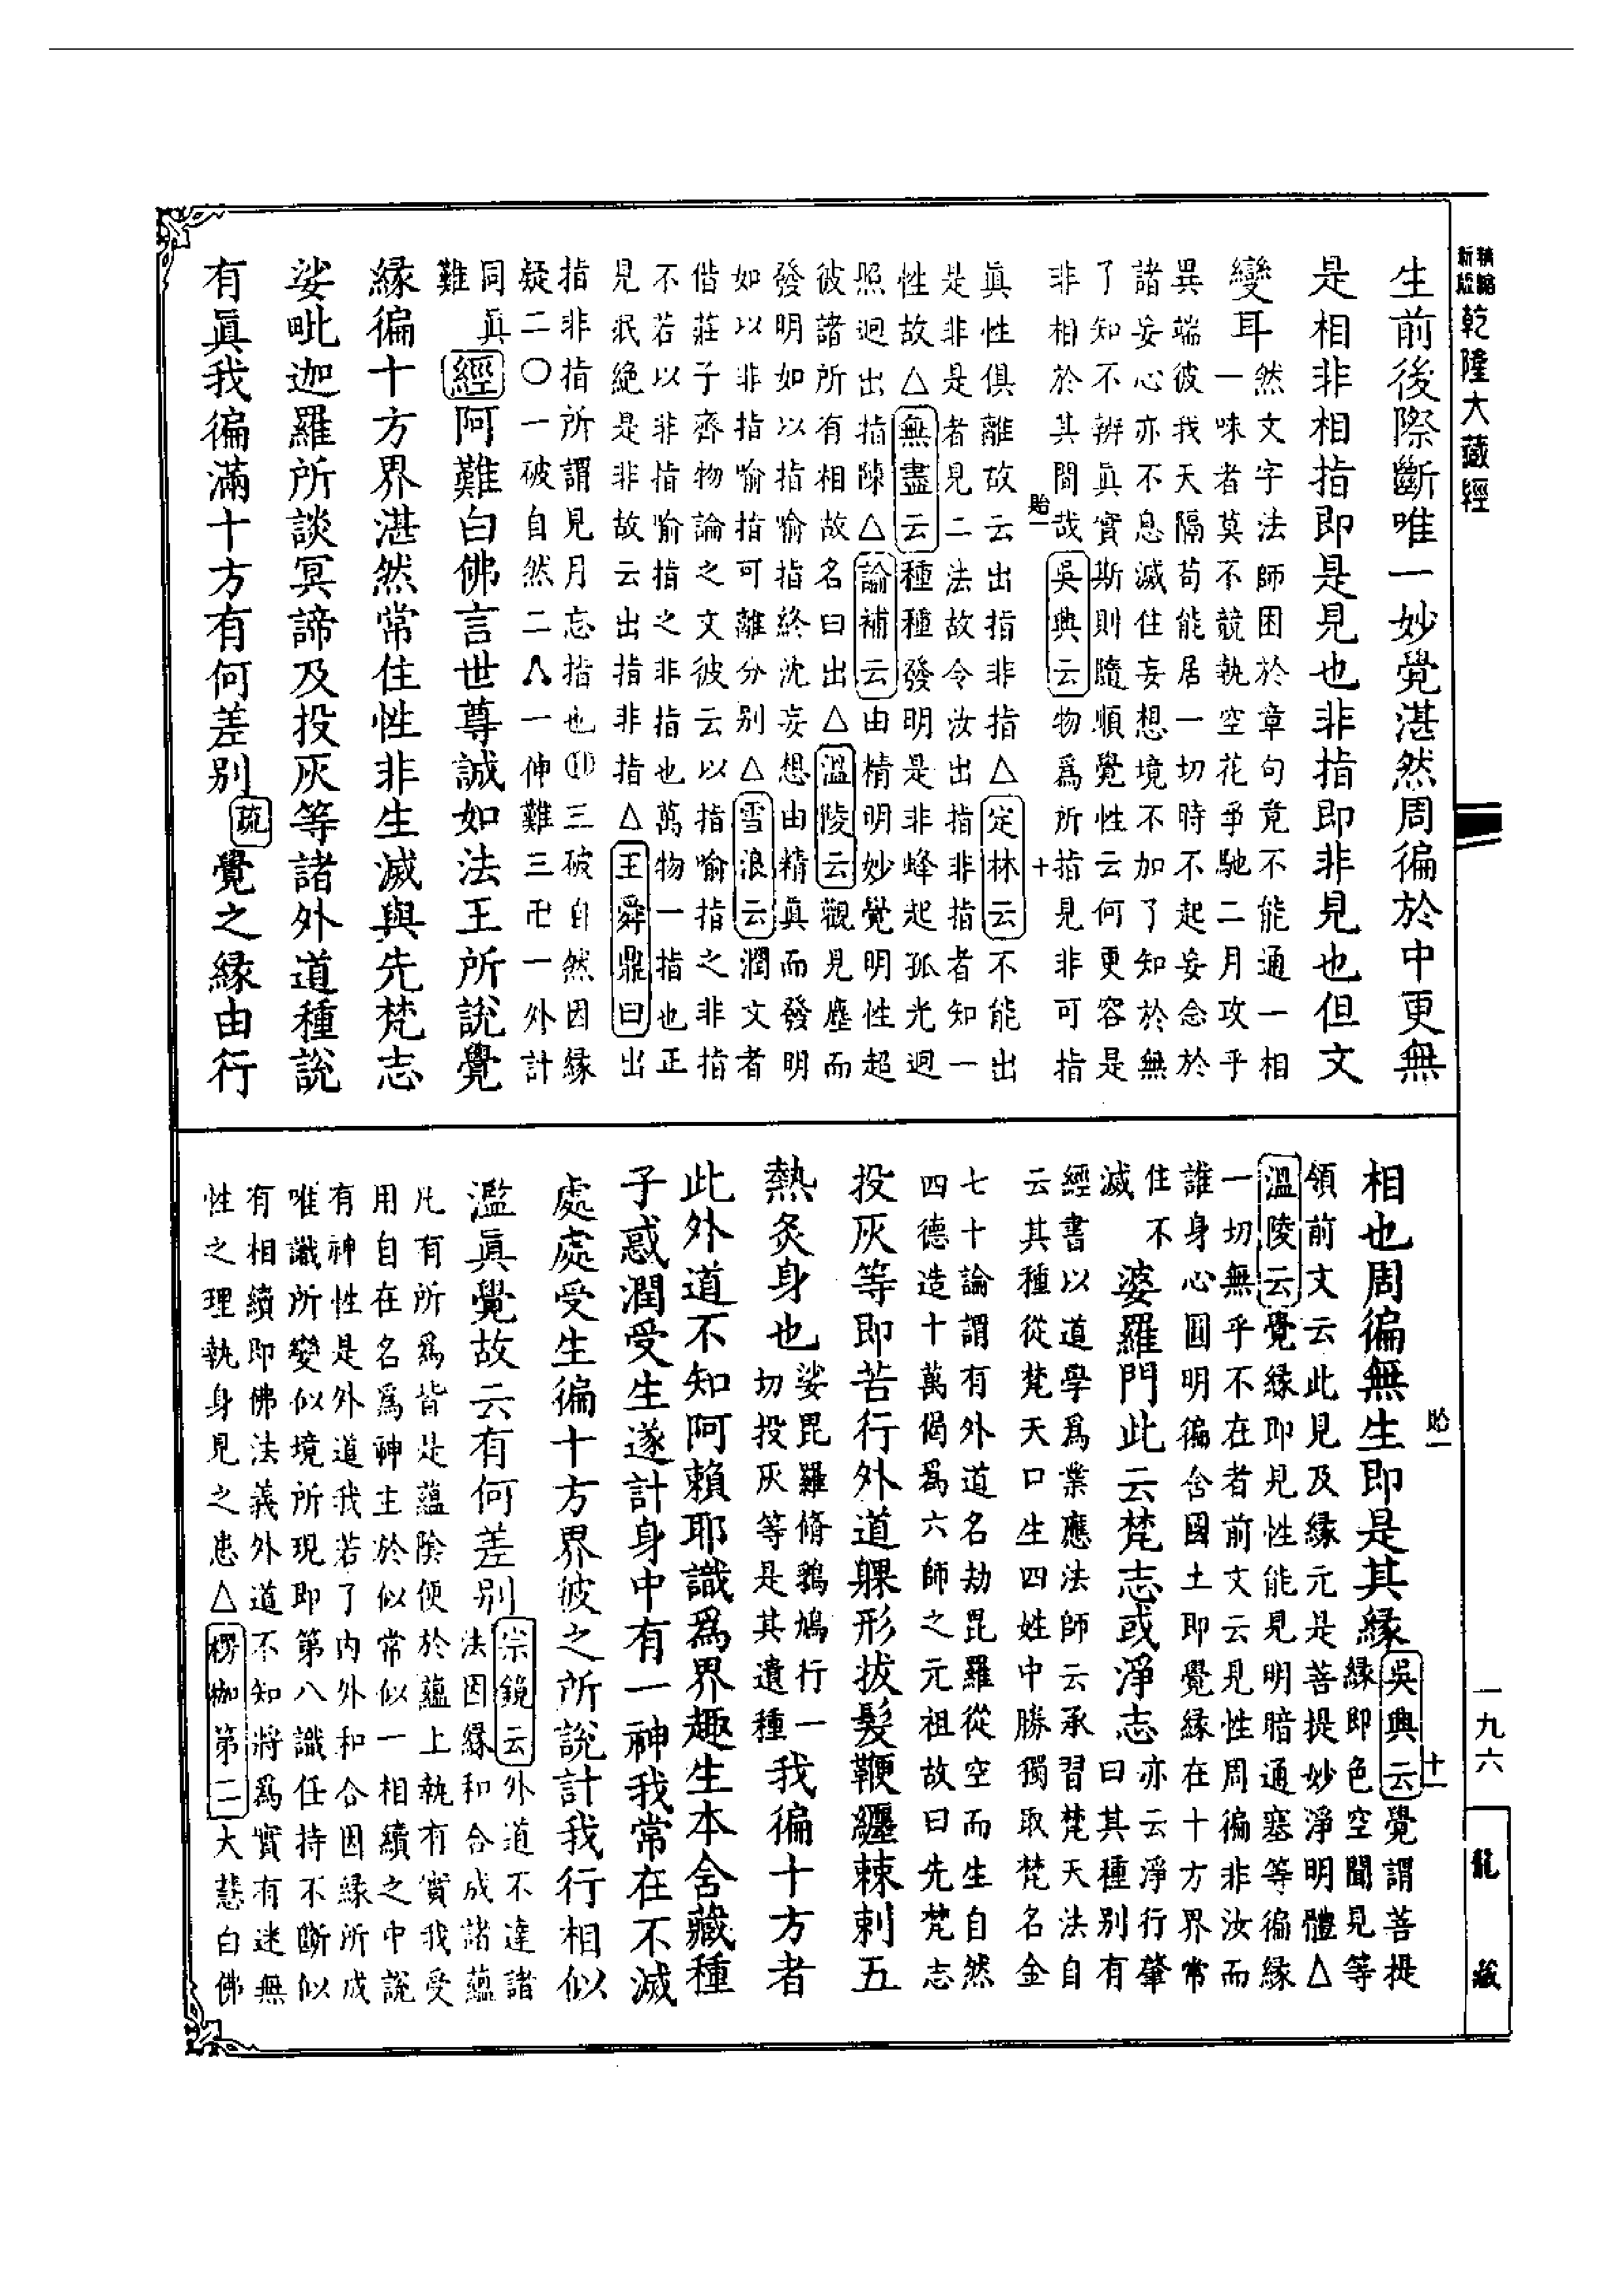 精縮
新版
乾隆大藏經
生前後際斷唯一妙覺湛然周徧於中更無
是相非相指即是見也非指即非見也但文
變耳
然文字法師困於章句竟不能通一相
一味者莫不競執空花爭馳二月攻乎
異端彼我天隔苟能居一切時不起妄念於
諸妄心亦不息滅住妄想境不加了知於無
了知不辨真實斯則隨順覺性云何更容是
非相於其間哉吳興云物爲所指見非可指
貽一
十
真性俱離故云出指非指△定林云不能出
是非是者見二法故令汝出指非指者知一
性故△無盡云種種發明是非蜂起孤光迥
照迥出指陳△論補云由精明妙覺明性超
彼諸所有相故名曰出△溫陵云觀見塵而
發明如以指喻指終沈妄想由精真而發明
如以非指喻指可離分別△雪浪云潤文者
偕莊子齊物論之文彼云以指喻指之非指
不若以非指喻指之非指也萬物一指也正
見泯絶是非故云出指非指△王舜鼎曰出
指非指所謂見月忘指也⑪三破自然因緣
疑二〇一破自然二∧一伸難三卍一外計
同真
難
經阿難白佛言世尊誠如法王所說覺
緣徧十方界湛然常住性非生滅與先梵志
娑毗迦羅所談冥諦及投灰等諸外道種說
有眞我徧滿十方有何差別疏覺之緣由行
相也周徧無生即是其緣
吳興云覺謂菩提
緣即色空聞見等
領前文云此見及緣元是菩提妙淨明體△
溫陵云覺緣即見性能見明暗通塞等徧緣
一切無乎不在者前文云見性周徧非汝而
誰身心圓明徧含國土即覺緣在十方界常
住不
滅
婆羅門此云梵志或淨志
亦云淨行肇
曰其種別有
經書以道學爲業應法師云承習梵天法自
云其種從梵天口生四姓中勝獨取梵名金
七十論謂有外道名劫毘羅從空而生自然
四德造十萬偈爲六師之元祖故曰先梵志
投灰等即苦行外道躶形拔髮鞭纏棘刺五
熱炙身也
娑毘羅脩鵄鳩行一
切投灰等是其遺種
我徧十方者
此外道不知阿賴耶識爲界趣生本含藏種
子惑潤受生遂計身中有一神我常在不滅
處處受生徧十方界彼之所說計我行相似
濫眞覺故云有何差別
宗鏡云外道不達諸
法因緣和合成諸蘊
凡有所爲皆是蘊陰便於蘊上執有實我受
用自在名爲神主於似常似一相續之中說
有神性是外道我若了內外和合因緣所成
唯識所變似境所現即第八識任持不斷似
有相續即佛法義外道不知將爲實有迷無
性之理執身見之患△楞伽第二大慧白佛
貽一
十一
一九六
龍藏